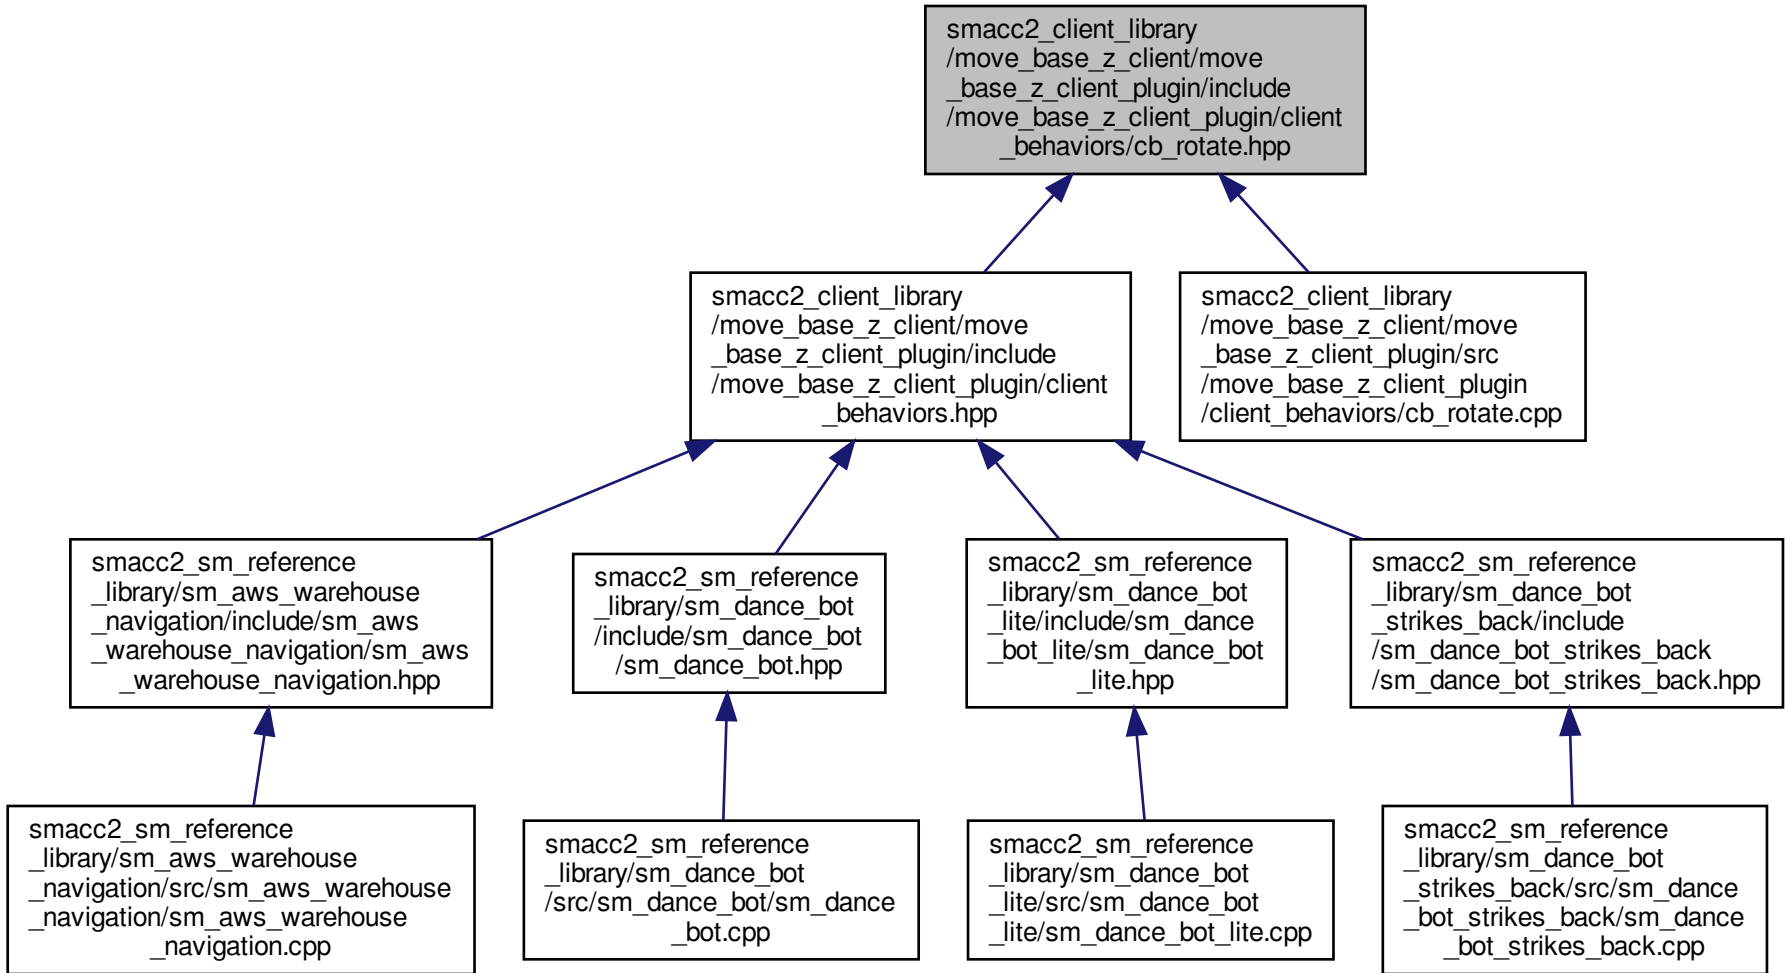 smacc2_client_library
/move_base_z_client/move
_base_z_client_plugin/include
/move_base_z_client_plugin/client
_behaviors/cb_rotate.hpp
smacc2_client_library
/move_base_z_client/move
_base_z_client_plugin/include
/move_base_z_client_plugin/client
_behaviors.hpp
smacc2_client_library
/move_base_z_client/move
_base_z_client_plugin/src
/move_base_z_client_plugin
/client_behaviors/cb_rotate.cpp
smacc2_sm_reference
_library/sm_aws_warehouse
_navigation/include/sm_aws
_warehouse_navigation/sm_aws
_warehouse_navigation.hpp
smacc2_sm_reference
_library/sm_dance_bot
/include/sm_dance_bot
/sm_dance_bot.hpp
smacc2_sm_reference
_library/sm_dance_bot
_lite/include/sm_dance
_bot_lite/sm_dance_bot
_lite.hpp
smacc2_sm_reference
_library/sm_dance_bot
_strikes_back/include
/sm_dance_bot_strikes_back
/sm_dance_bot_strikes_back.hpp
smacc2_sm_reference
_library/sm_aws_warehouse
_navigation/src/sm_aws_warehouse
_navigation/sm_aws_warehouse
_navigation.cpp
smacc2_sm_reference
_library/sm_dance_bot
/src/sm_dance_bot/sm_dance
_bot.cpp
smacc2_sm_reference
_library/sm_dance_bot
_lite/src/sm_dance_bot
_lite/sm_dance_bot_lite.cpp
smacc2_sm_reference
_library/sm_dance_bot
_strikes_back/src/sm_dance
_bot_strikes_back/sm_dance
_bot_strikes_back.cpp